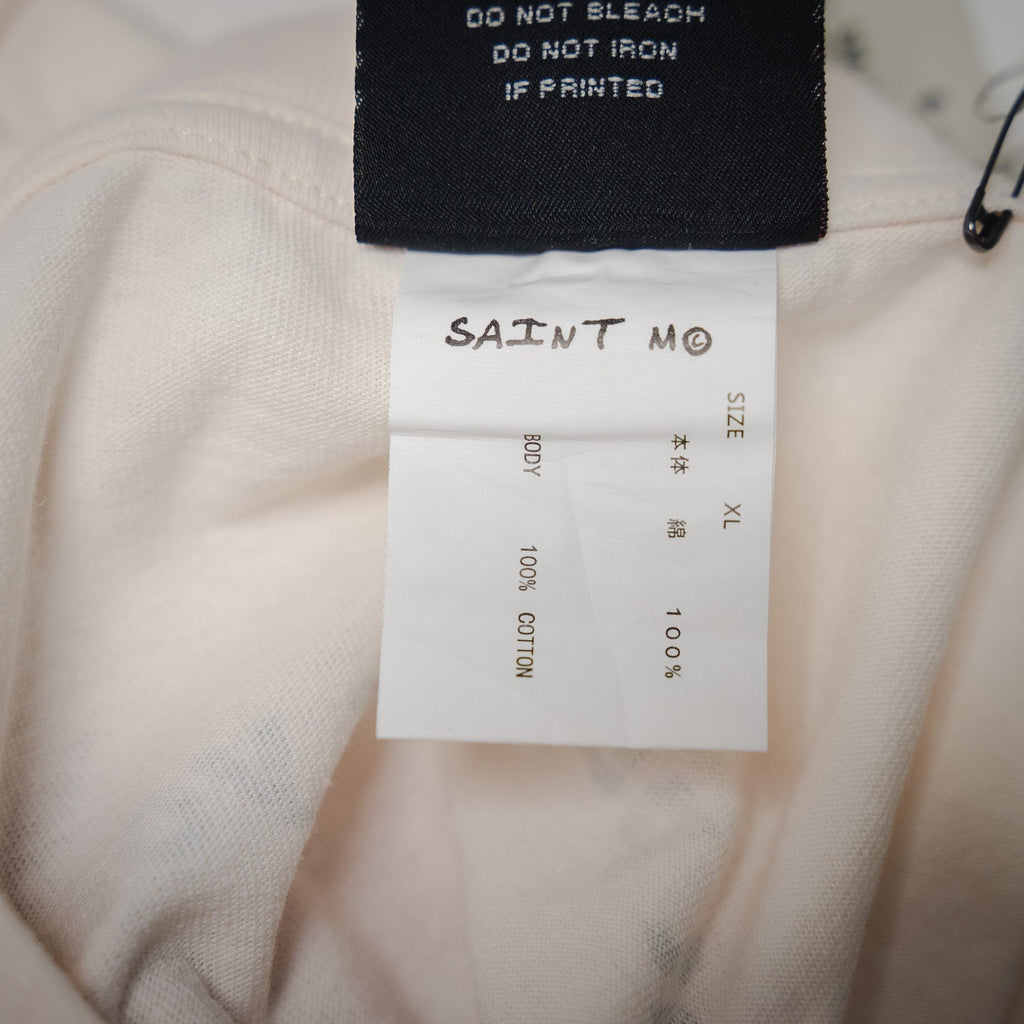 DO NOT BLEACH
DO NOT IRON
IF PRINTED
SAINT M©
SIZE XL
本体 綿 100%
BODY 100% COTTON